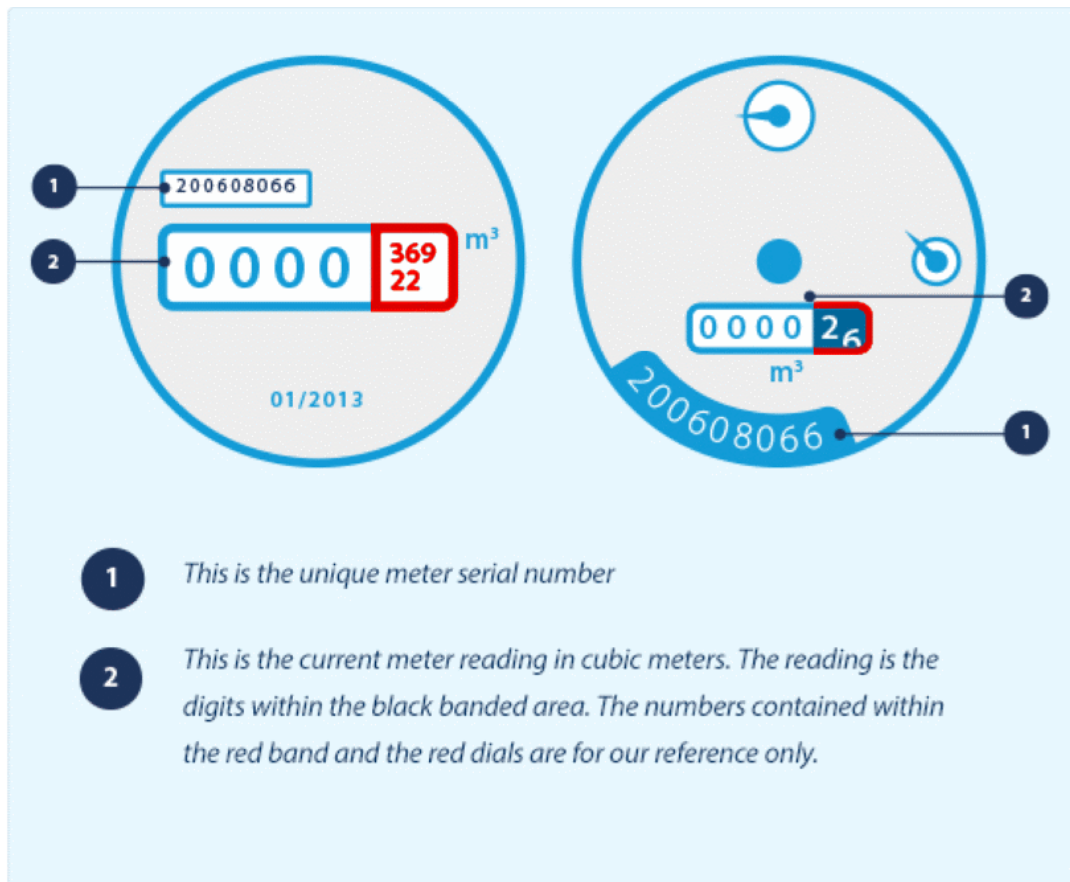 1
200608066
2
0000
369
22
m³
01/2013
2
0000
26
m³
200608066
1
1
This is the unique meter serial number
2
This is the current meter reading in cubic meters. The reading is the
digits within the black banded area. The numbers contained within
the red band and the red dials are for our reference only.